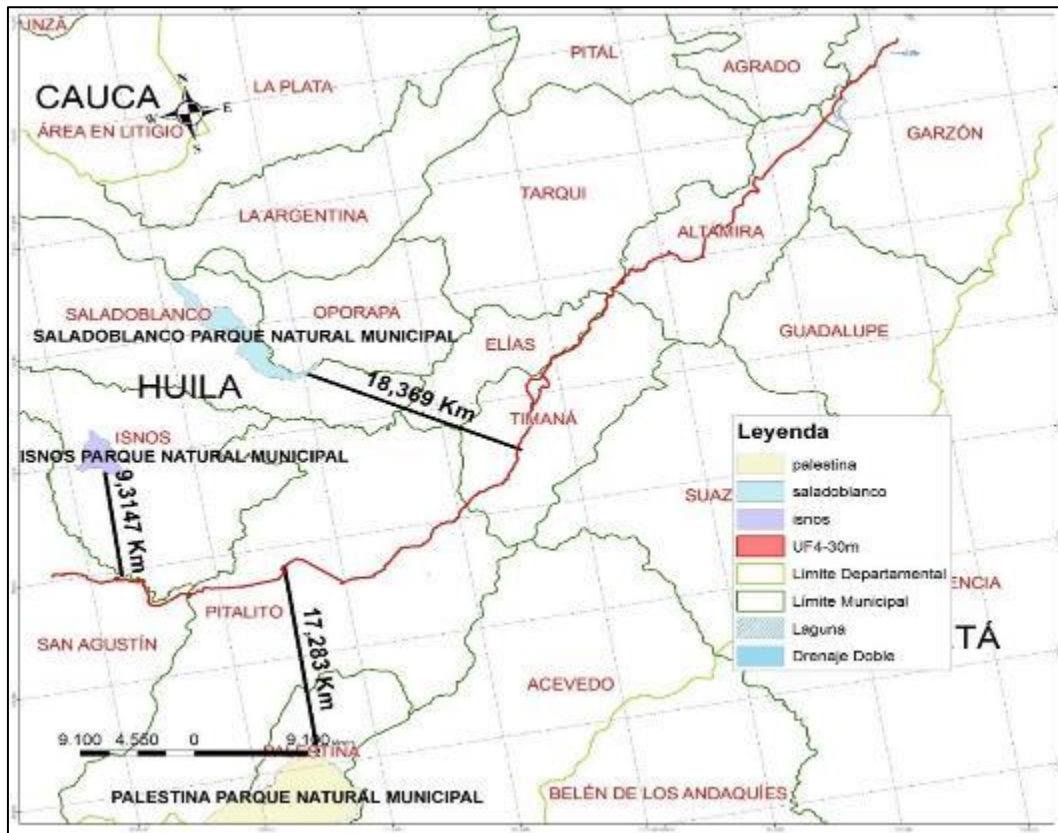 INZÁ
PITAL
AGRADO
LA PLATA
CAUCA
N
E
S
W
ÁREA EN LITIGIO
GARZÓN
TARQUI
LA ARGENTINA
ALTAMIRA
SALADOBLANCO
OPORAPA
SALADOBLANCO PARQUE NATURAL MUNICIPAL
ELÍAS
GUADALUPE
HUILA
18,369 Km
TIMANÁ
ISNOS
ISNOS PARQUE NATURAL MUNICIPAL
9,3147 Km
Leyenda
palestina
saladoblanco
isnos
UF4-30m
Límite Departamental
Límite Municipal
Laguna
Drenaje Doble
SUAZ
ENCIA
TÁ
PITALITO
SAN AGUSTÍN
17,283 Km
ACEVEDO
9.100 4.550 0 9.100
PALESTINA
PALESTINA PARQUE NATURAL MUNICIPAL
BELÉN DE LOS ANDAQUÍES